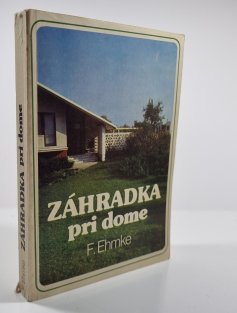 ZÁHRADKA
pri dome
F. Ehmke
ZÁHRADKA pri dome